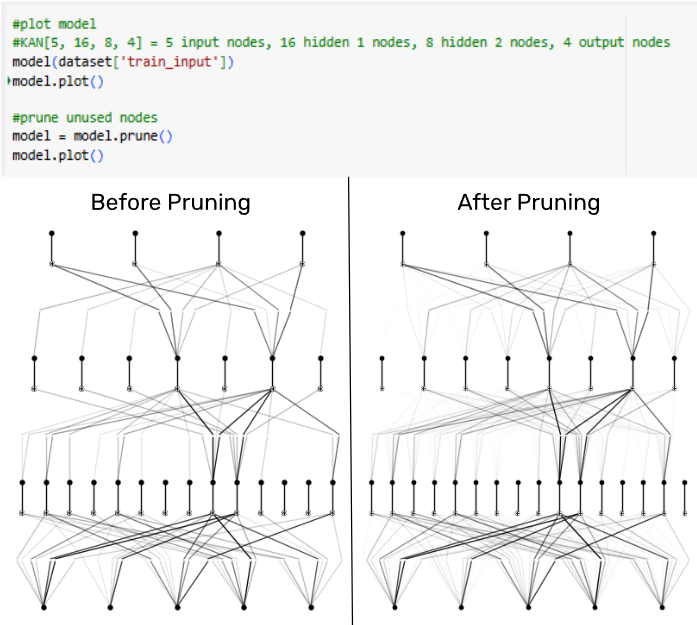 #plot model
#KAN[5, 16, 8, 4] = 5 input nodes, 16 hidden 1 nodes, 8 hidden 2 nodes, 4 output nodes
model(dataset['train_input'])
model.plot()
#prune unused nodes
model = model.prune()
model.plot()
Before Pruning
After Pruning